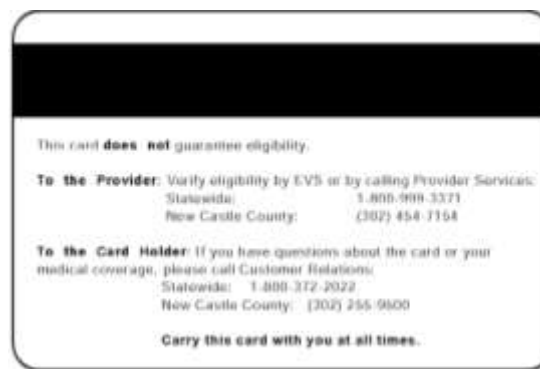 This card does not guarantee eligibility.
To the Provider: Verify eligibility by EVS or by calling Provider Services:
Statewide: 1-800-999-3371
New Castle County: (302) 454-7154
To the Card Holder: If you have questions about the card or your
medical coverage, please call Customer Relations:
Statewide: 1-800-372-2022
New Castle County: (302) 255-9500
Carry this card with you at all times.